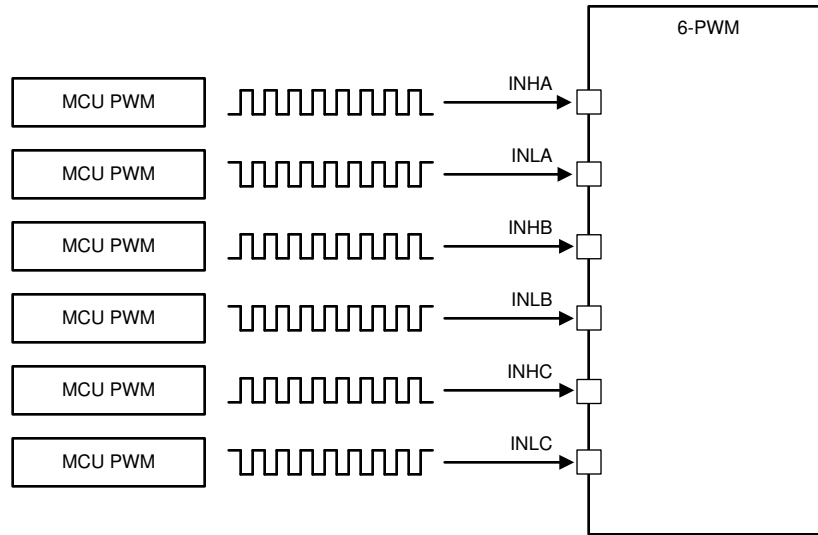 6-PWM
MCU PWM
INHA
MCU PWM
INLA
MCU PWM
INHB
MCU PWM
INLB
MCU PWM
INHC
MCU PWM
INLC